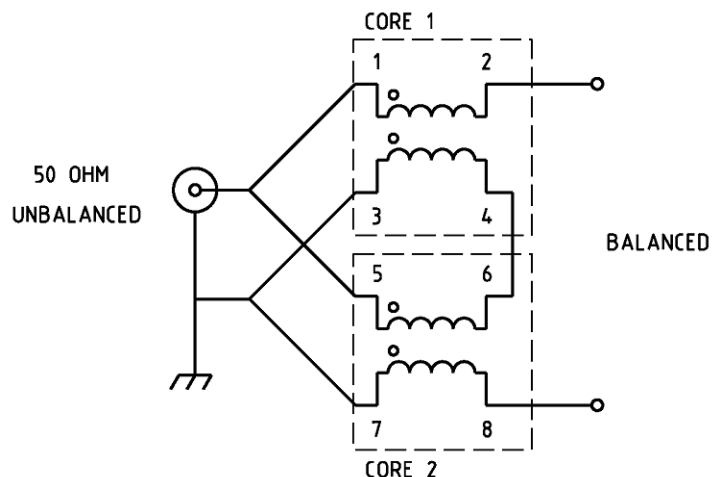 CORE 1
1 2
50 OHM
UNBALANCED
3 4
BALANCED
5 6
7 8
CORE 2